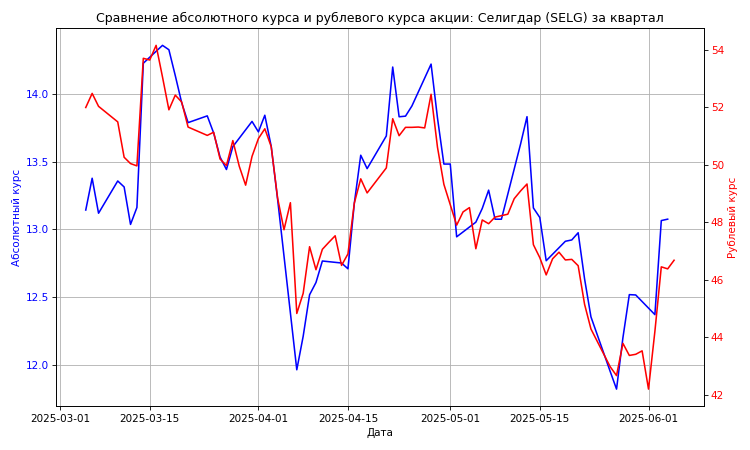 Сравнение абсолютного курса и рублевого курса акции: Селигдар (SELG) за квартал
Абсолютный курс
14.0
13.5
13.0
12.5
12.0
54
52
50
48
46
44
42
Рублевый курс
2025-03-01 2025-03-15 2025-04-01 2025-04-15 2025-05-01 2025-05-15 2025-06-01
Дата